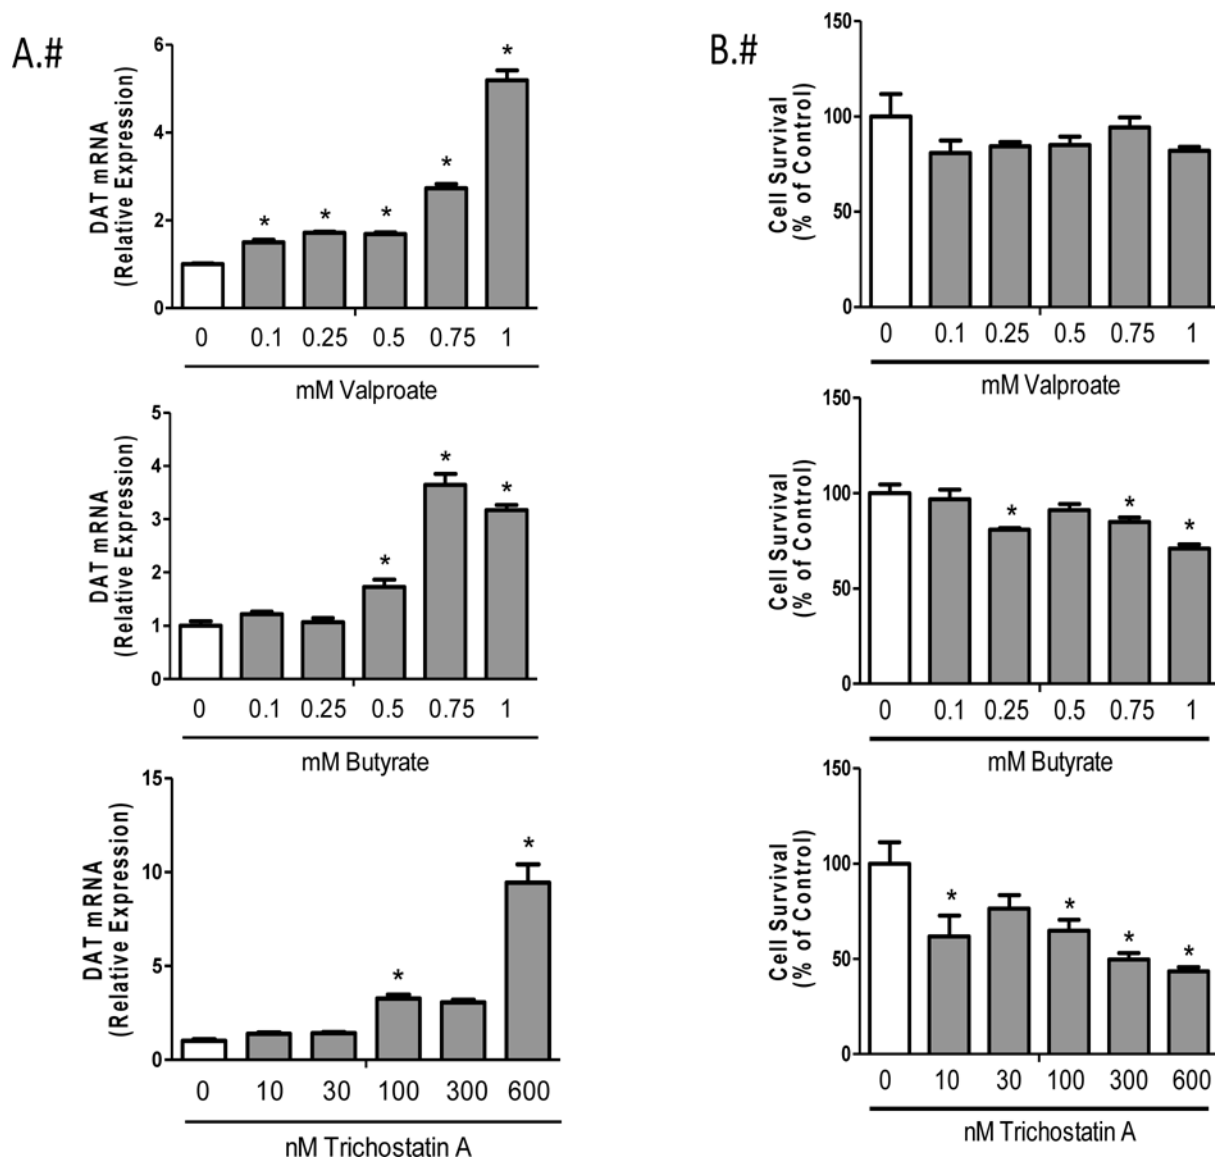 A.#
DAT mRNA
(Relative Expression)
6
4
2
0
* * * * *
0 0.1 0.25 0.5 0.75 1
mM Valproate
DAT mRNA
(Relative Expression)
5
4
3
2
1
0
* * *
0 0.1 0.25 0.5 0.75 1
mM Butyrate
DAT mRNA
(Relative Expression)
15
10
5
0
* *
0 10 30 100 300 600
nM Trichostatin A
B.#
Cell Survival
(% of Control)
150
100
50
0
0 0.1 0.25 0.5 0.75 1
mM Valproate
Cell Survival
(% of Control)
150
100
50
0
* * *
0 0.1 0.25 0.5 0.75 1
mM Butyrate
Cell Survival
(% of Control)
150
100
50
0
* * * *
0 10 30 100 300 600
nM Trichostatin A